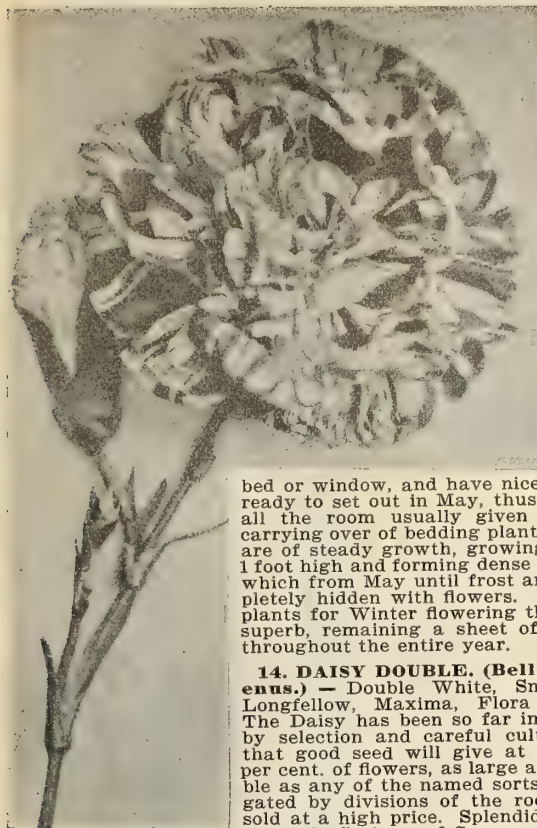 bed or window, and have nice
ready to set out in May, thus
all the room usually given
carrying over of bedding plant
are of steady growth, growing
1 foot high and forming dense
which from May until frost ar
pletely hidden with flowers.
plants for Winter flowering th
superb, remaining a sheet of
throughout the entire year.
14. DAISY DOUBLE. (Bell
enus.) — Double White, Sn
Longfellow, Maxima, Flora
The Daisy has been so far in
by selection and careful cul
that good seed will give at
per cent. of flowers, as large a
ble as any of the named sorts
gated by divisions of the roo
sold at a high price. Splendid